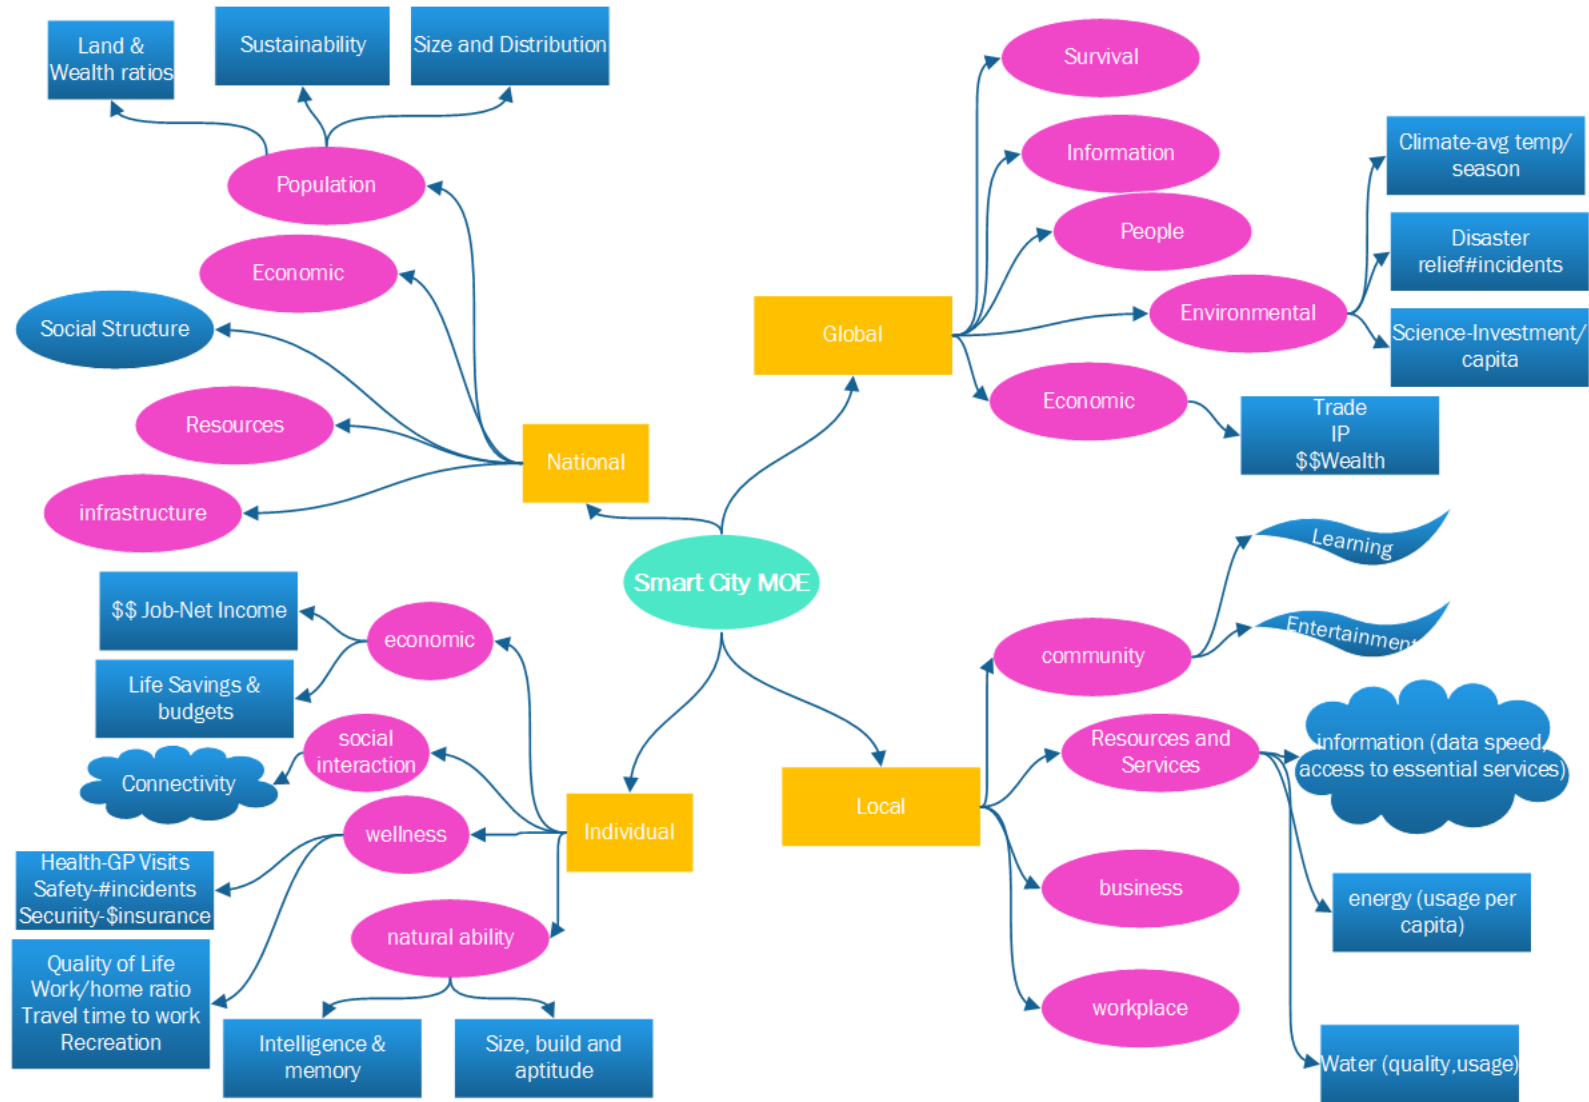 Land &
Wealth ratios
Sustainability
Size and Distribution
Population
Economic
Social Structure
Resources
infrastructure
National
Survival
Information
People
Environmental
Economic
Global
Climate-avg temp/
season
Disaster
relief#incidents
Science-Investment/
capita
Trade
IP
$$Wealth
Smart City MOE
$$ Job-Net Income
Life Savings &
budgets
economic
social
interaction
Connectivity
wellness
Individual
Health-GP Visits
Safety-#incidents
Securiity-$insurance
natural ability
Quality of Life
Work/home ratio
Travel time to work
Recreation
Intelligence &
memory
Size, build and
aptitude
Learning
Entertainment
community
Resources and
Services
information (data speed,
access to essential services)
Local
business
energy (usage per
capita)
workplace
Water (quality,usage)